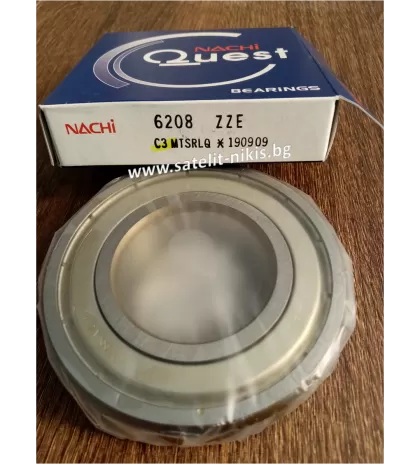 NACHI
Quest
BEARINGS
NACHI
6208 ZZE
C3 MTSRLQ * 190909
www.satelit-nikis.bg